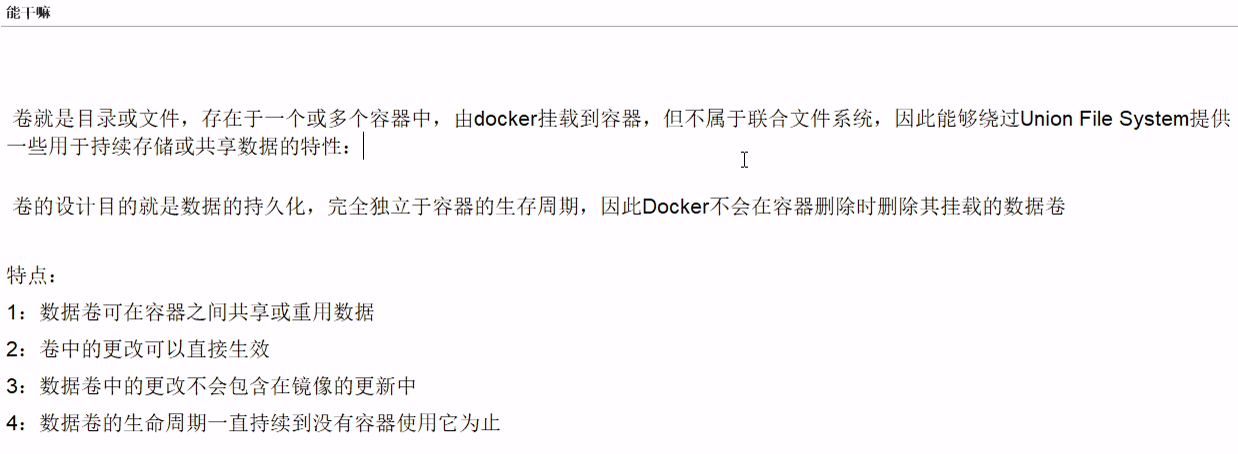 能干嘛
卷就是目录或文件，存在于一个或多个容器中，由docker挂载到容器，但不属于联合文件系统，因此能够绕过Union File System提供
一些用于持续存储或共享数据的特性：
卷的设计目的就是数据的持久化，完全独立于容器的生存周期，因此Docker不会在容器删除时删除其挂载的数据卷
特点：
1：数据卷可在容器之间共享或重用数据
2：卷中的更改可以直接生效
3：数据卷中的更改不会包含在镜像的更新中
4：数据卷的生命周期一直持续到没有容器使用它为止